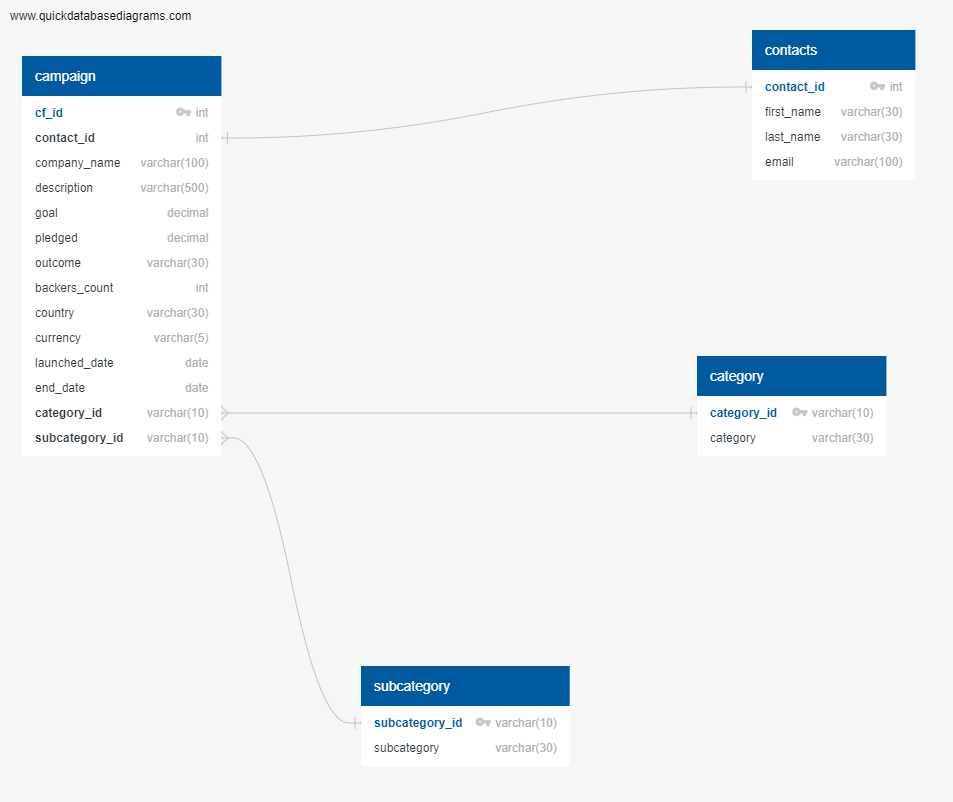 www.quickdatabasediagrams.com
campaign
cf_id int
contact_id int
company_name varchar(100)
description varchar(500)
goal decimal
pledged decimal
outcome varchar(30)
backers_count int
country varchar(30)
currency varchar(5)
launched_date date
end_date date
category_id varchar(10)
subcategory_id varchar(10)
contacts
contact_id int
first_name varchar(30)
last_name varchar(30)
email varchar(100)
category
category_id varchar(10)
category varchar(30)
subcategory
subcategory_id varchar(10)
subcategory varchar(30)